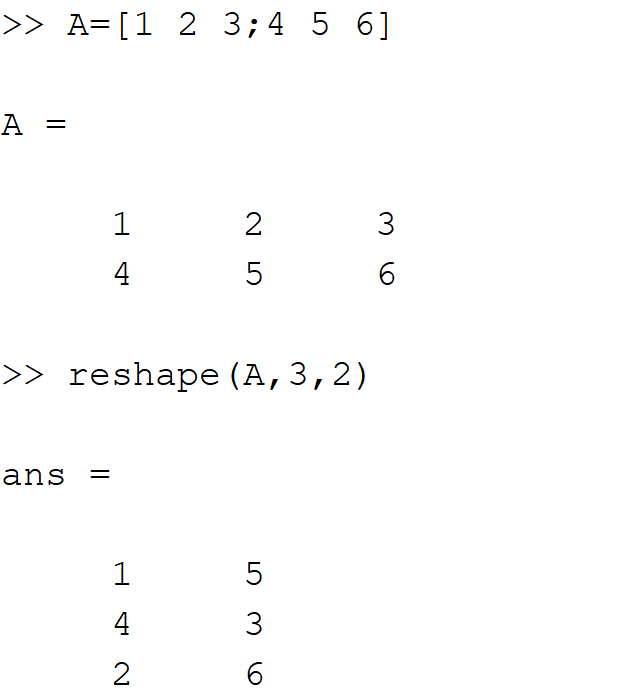 >> A=[1 2 3;4 5 6]
A =
1 2 3
4 5 6
>> reshape(A,3,2)
ans =
1 5
4 3
2 6